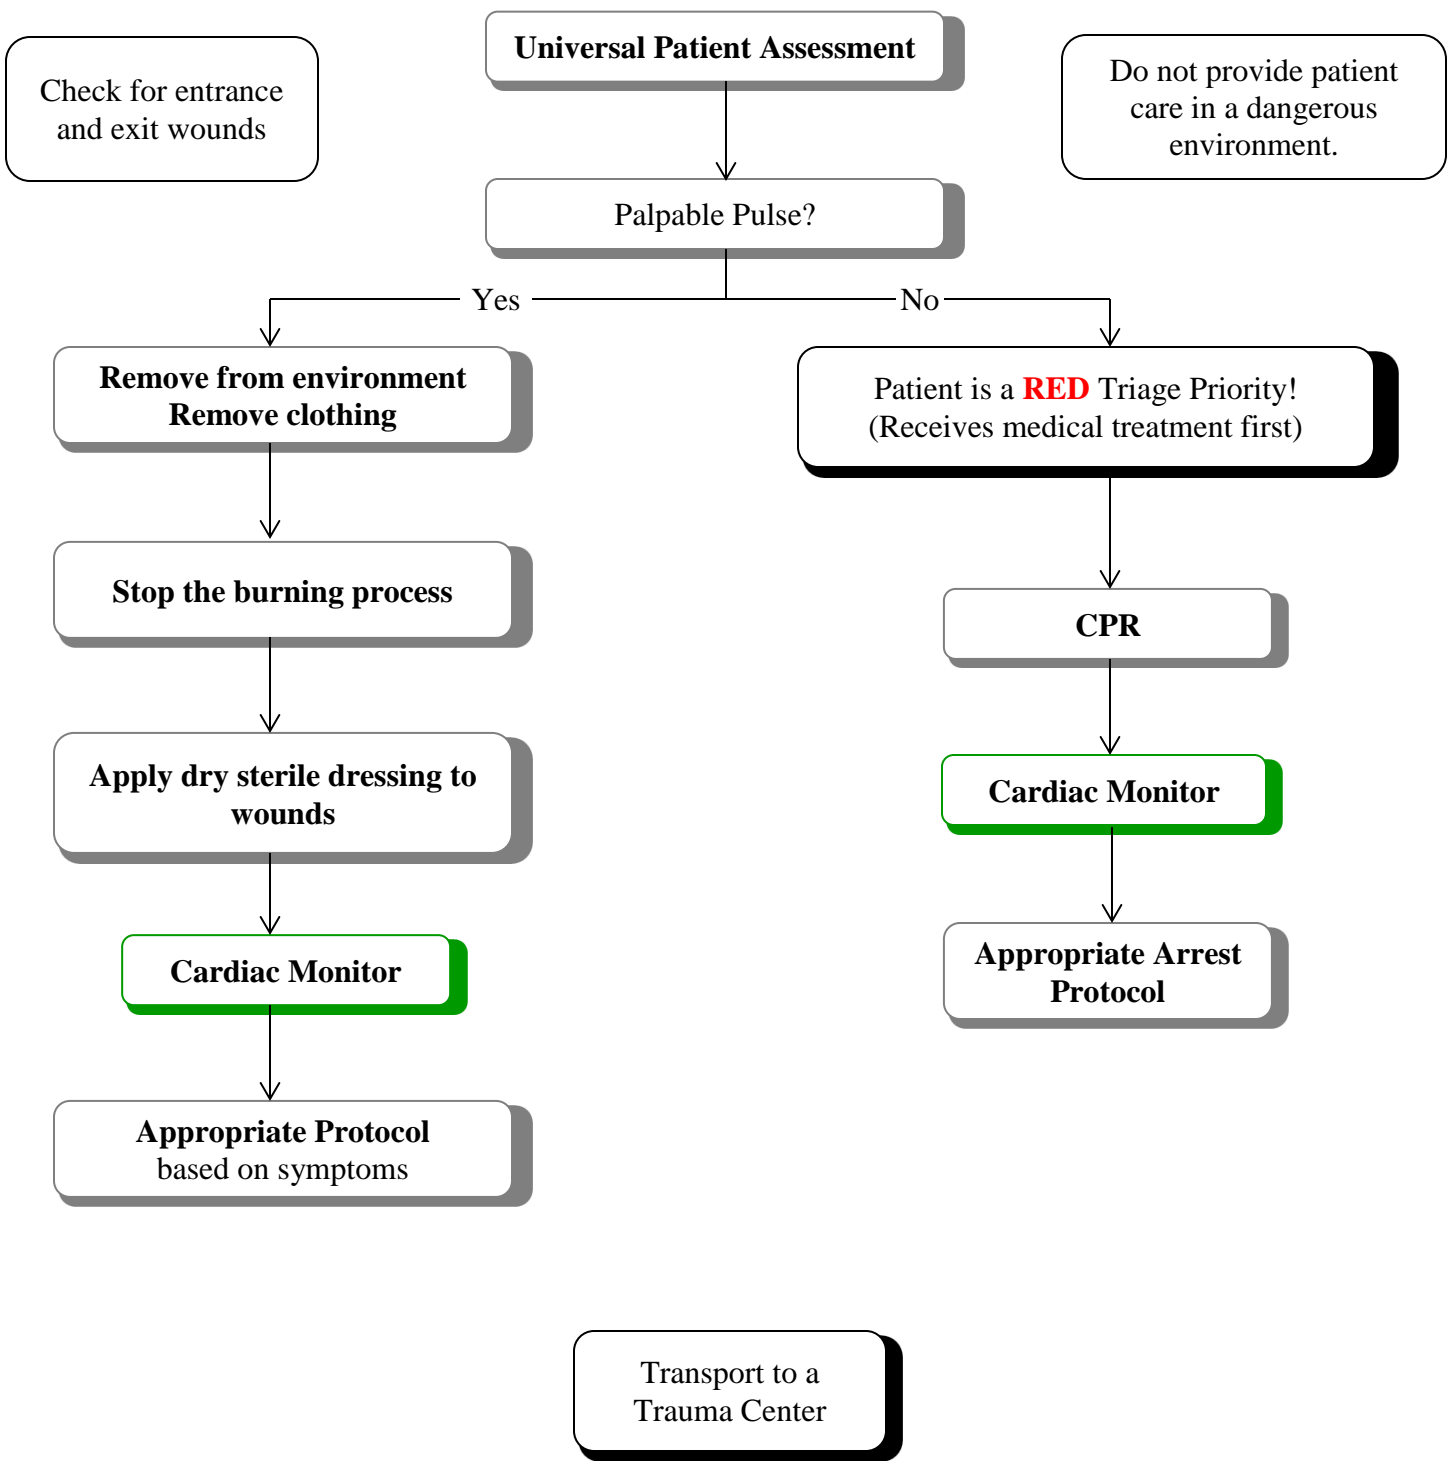 Universal Patient Assessment
Check for entrance
and exit wounds
Do not provide patient
care in a dangerous
environment.
Palpable Pulse?
Yes
No
Remove from environment
Remove clothing
Patient is a RED Triage Priority!
(Receives medical treatment first)
Stop the burning process
CPR
Apply dry sterile dressing to
wounds
Cardiac Monitor
Cardiac Monitor
Appropriate Arrest
Protocol
Appropriate Protocol
based on symptoms
Transport to a
Trauma Center